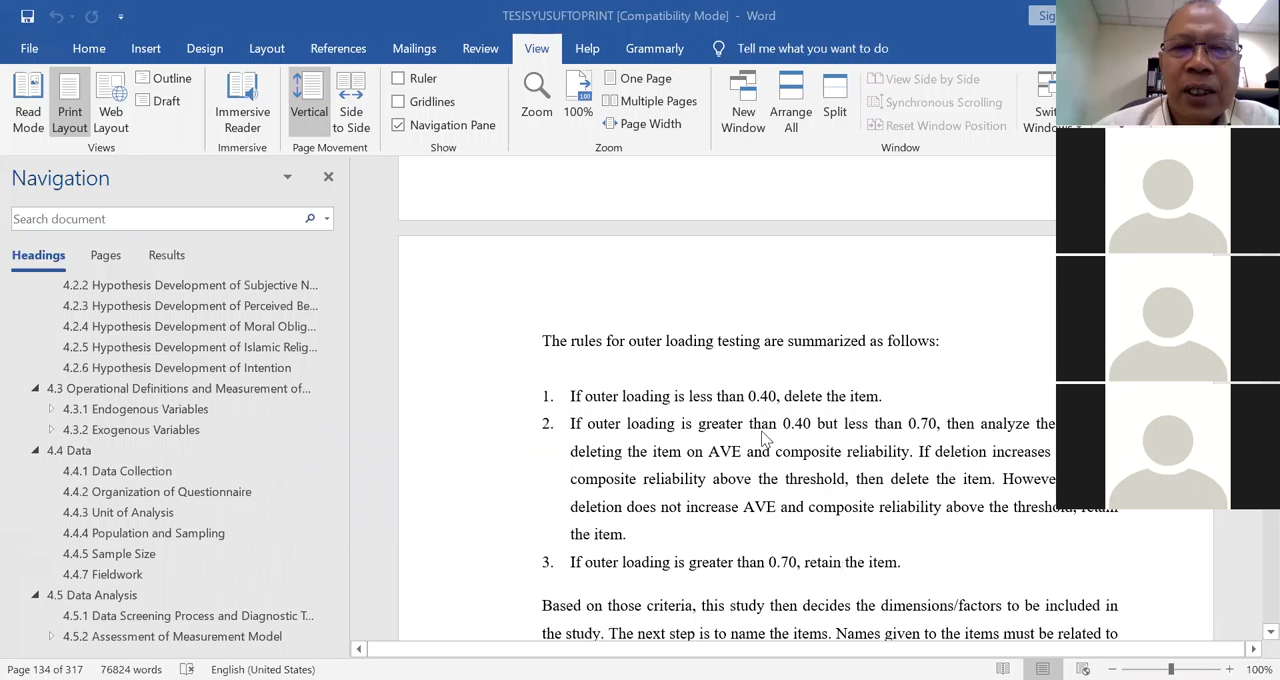 TESISYUSUFTOPRINT [Compatibility Mode] - Word
Sig
File Home Insert Design Layout References Mailings Review View Help Grammarly Tell me what you want to do
Read Mode
Print Layout
Web Layout
Outline
Draft
Views
Immersive Reader
Immersive
Vertical
Side to Side
Page Movement
Ruler
Gridlines
Navigation Pane
Show
Zoom
100
100%
One Page
Multiple Pages
Page Width
Zoom
New Window
Arrange All
Split
View Side by Side
Synchronous Scrolling
Reset Window Position
Window
Navigation
Search document
Headings Pages Results
4.2.2 Hypothesis Development of Subjective N...
4.2.3 Hypothesis Development of Perceived Be...
4.2.4 Hypothesis Development of Moral Oblig...
4.2.5 Hypothesis Development of Islamic Relig...
4.2.6 Hypothesis Development of Intention
4.3 Operational Definitions and Measurement of...
4.3.1 Endogenous Variables
4.3.2 Exogenous Variables
4.4 Data
4.4.1 Data Collection
4.4.2 Organization of Questionnaire
4.4.3 Unit of Analysis
4.4.4 Population and Sampling
4.4.5 Sample Size
4.4.7 Fieldwork
4.5 Data Analysis
4.5.1 Data Screening Process and Diagnostic T...
4.5.2 Assessment of Measurement Model
The rules for outer loading testing are summarized as follows:
1. If outer loading is less than 0.40, delete the item.
2. If outer loading is greater than 0.40 but less than 0.70, then analyze the
deleting the item on AVE and composite reliability. If deletion increases
composite reliability above the threshold, then delete the item. Howeve
deletion does not increase AVE and composite reliability above the threshold, retain
the item.
3. If outer loading is greater than 0.70, retain the item.
Based on those criteria, this study then decides the dimensions/factors to be included in
the study. The next step is to name the items. Names given to the items must be related to
Page 134 of 317 76824 words English (United States) 100%